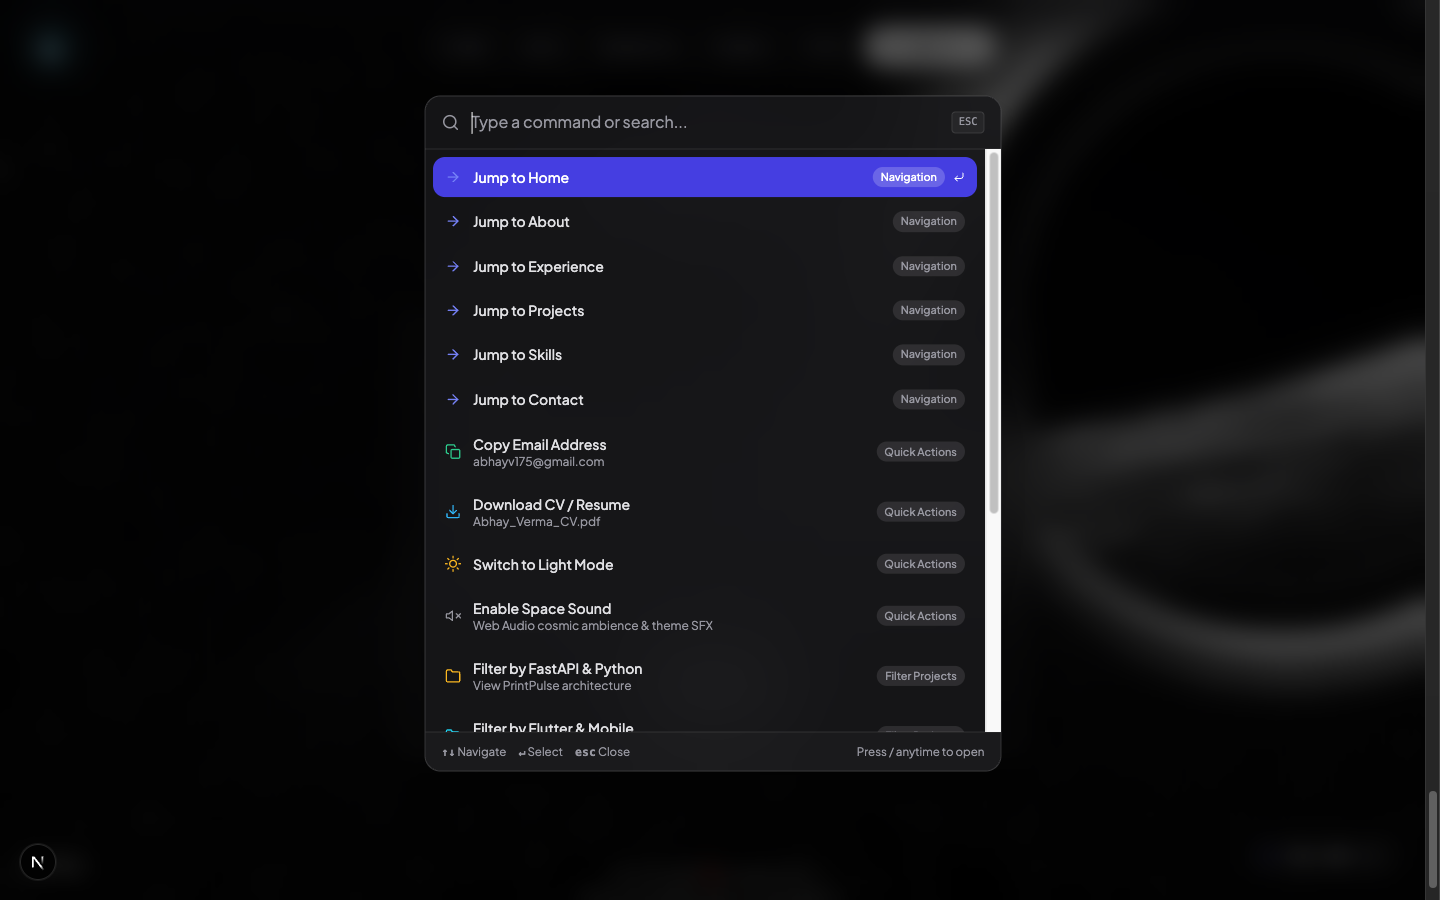 Type a command or search...
ESC
Jump to Home
Navigation
Jump to About
Navigation
Jump to Experience
Navigation
Jump to Projects
Navigation
Jump to Skills
Navigation
Jump to Contact
Navigation
Copy Email Address
abhayv175@gmail.com
Quick Actions
Download CV / Resume
Abhay_Verma_CV.pdf
Quick Actions
Switch to Light Mode
Quick Actions
Enable Space Sound
Web Audio cosmic ambience & theme SFX
Quick Actions
Filter by FastAPI & Python
View PrintPulse architecture
Filter Projects
Filter by Flutter & Mobile
↑↓ Navigate ↵ Select esc Close
Press / anytime to open
N